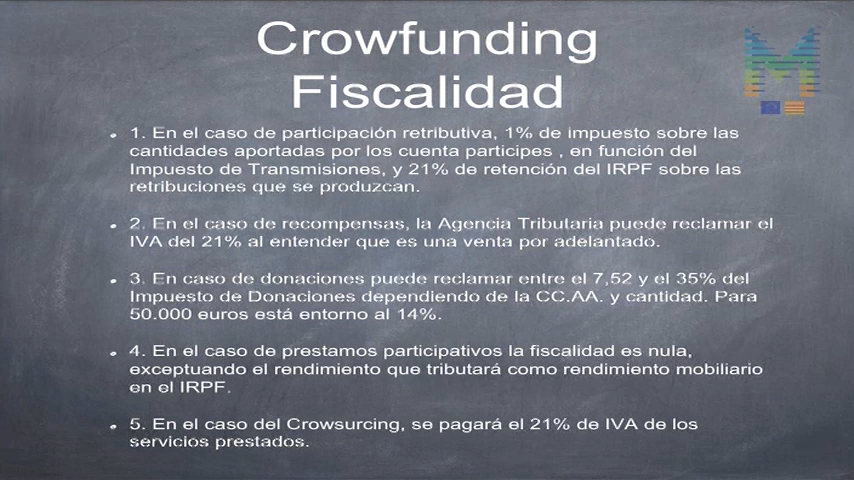 Crowfunding
Fiscalidad
1. En el caso de participación retributiva, 1% de impuesto sobre las
cantidades aportadas por los cuenta participes , en función del
Impuesto de Transmisiones, y 21% de retención del IRPF sobre las
retribuciones que se produzcan.
2. En el caso de recompensas, la Agencia Tributaria puede reclamar el
IVA del 21% al entender que es una venta por adelantado.
3. En caso de donaciones puede reclamar entre el 7,52 y el 35% del
Impuesto de Donaciones dependiendo de la CC.AA. y cantidad. Para
50.000 euros está entorno al 14%.
4. En el caso de prestamos participativos la fiscalidad es nula,
exceptuando el rendimiento que tributará como rendimiento mobiliario
en el IRPF.
5. En el caso del Crowsurcing, se pagará el 21% de IVA de los
servicios prestados.